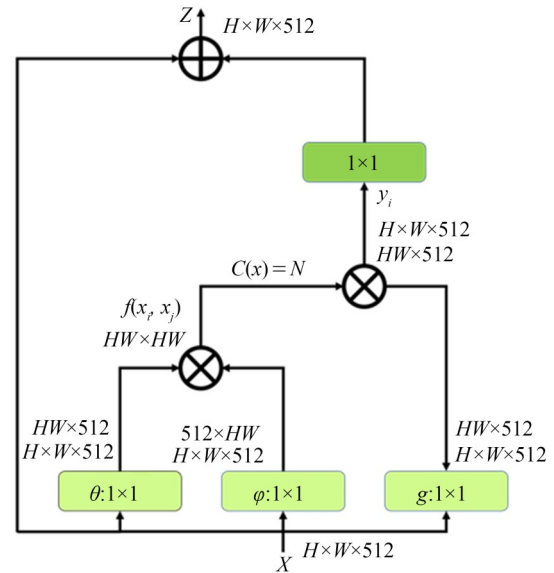 Z
H×W×512
1×1
y_i
H×W×512
HW×512
C(x)=N
f(x_i, x_j)
HW×HW
HW×512
H×W×512
512×HW
H×W×512
HW×512
H×W×512
θ:1×1
φ:1×1
g:1×1
H×W×512
X